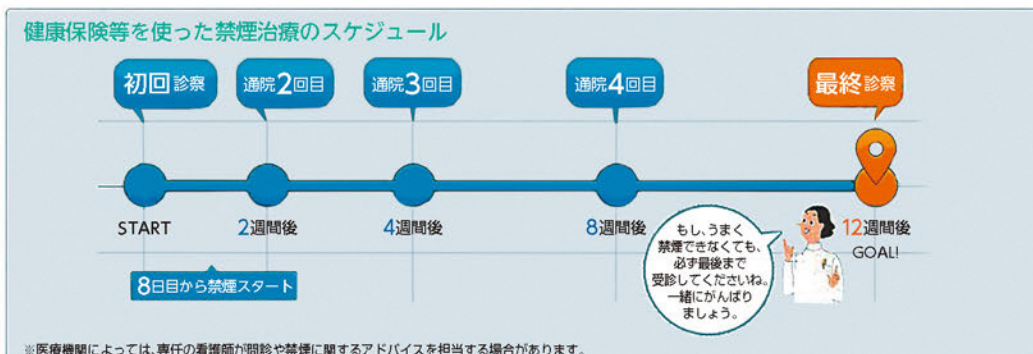 健康保険等を使った禁煙治療のスケジュール
初回診察
通院2回目
通院3回目
通院4回目
最終診察
START
2週間後
4週間後
8週間後
12週間後
GOAL!
8日目から禁煙スタート
もし、うまく
禁煙できなくても、
必ず最後まで
受診してくださいね。
一緒にがんばり
ましょう。
※医療機関によっては、専任の看護師が問診や禁煙に関するアドバイスを担当する場合があります。